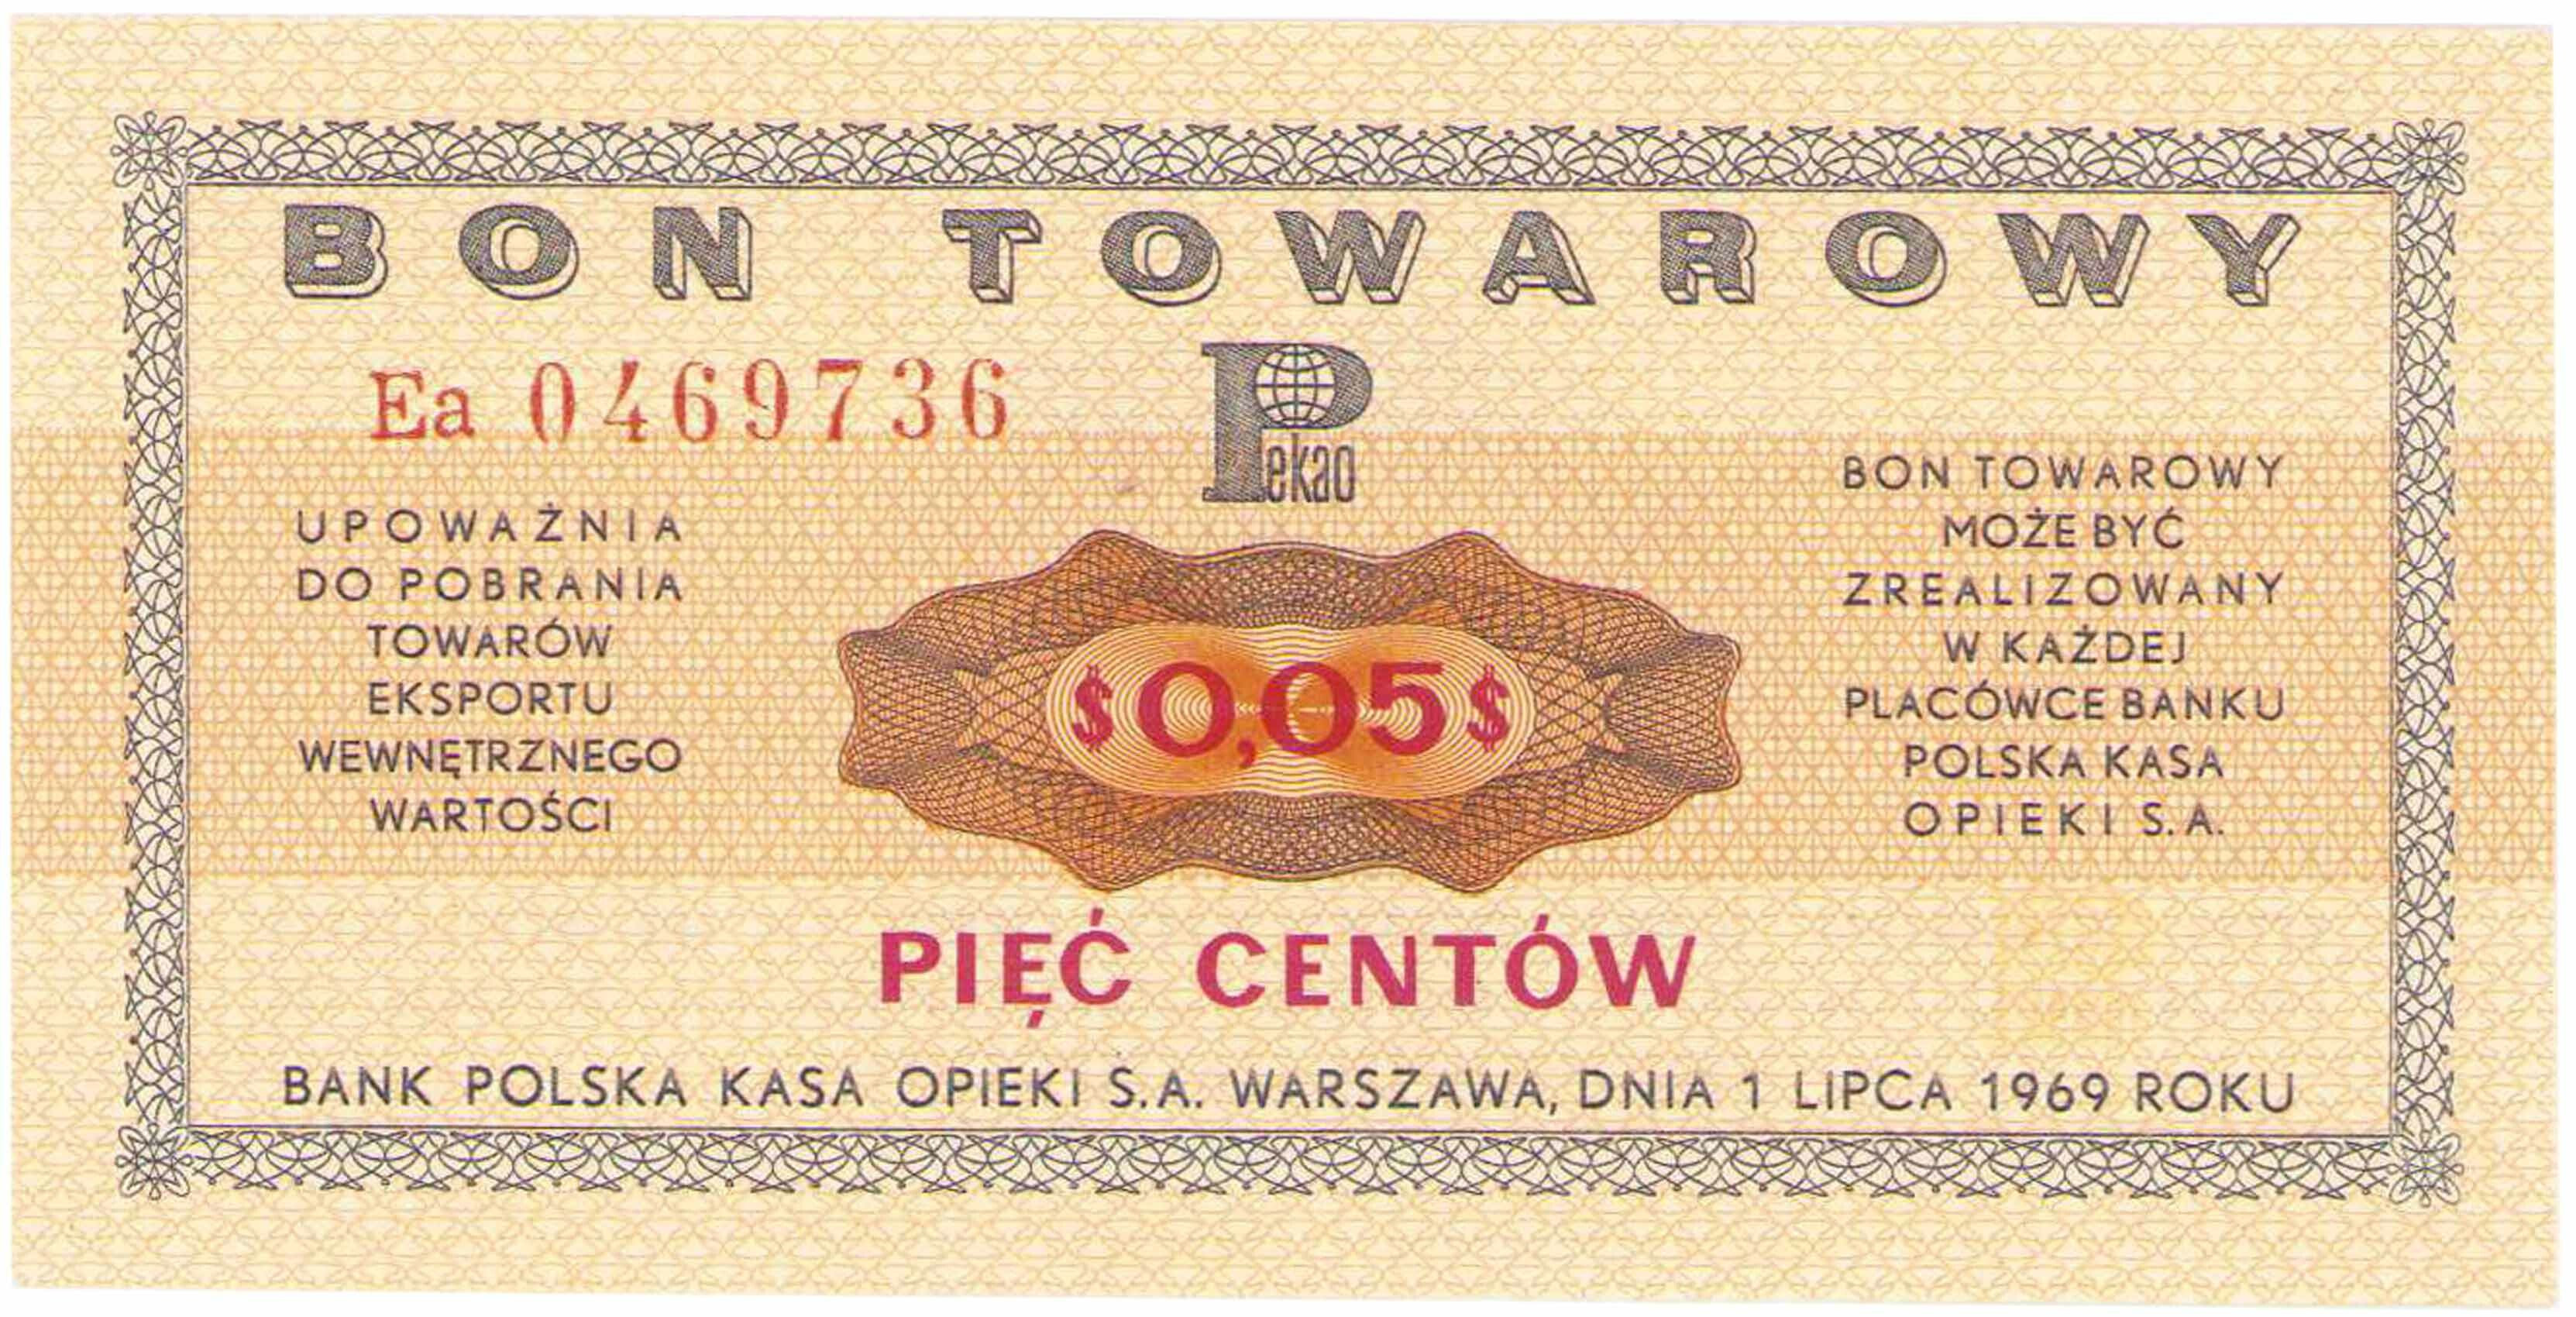 BON TOWAROWY
Ea 0469736
Pekao
UPOWAŻNIA
DO POBRANIA
TOWARÓW
EKSPORTU
WEWNĘTRZNEGO
WARTOŚCI
$0,05$
BON TOWAROWY
MOŻE BYĆ
ZREALIZOWANY
W KAŻDEJ
PLACÓWCE BANKU
POLSKA KASA
OPIEKI S.A.
PIĘĆ CENTÓW
BANK POLSKA KASA OPIEKI S.A. WARSZAWA, DNIA 1 LIPCA 1969 ROKU